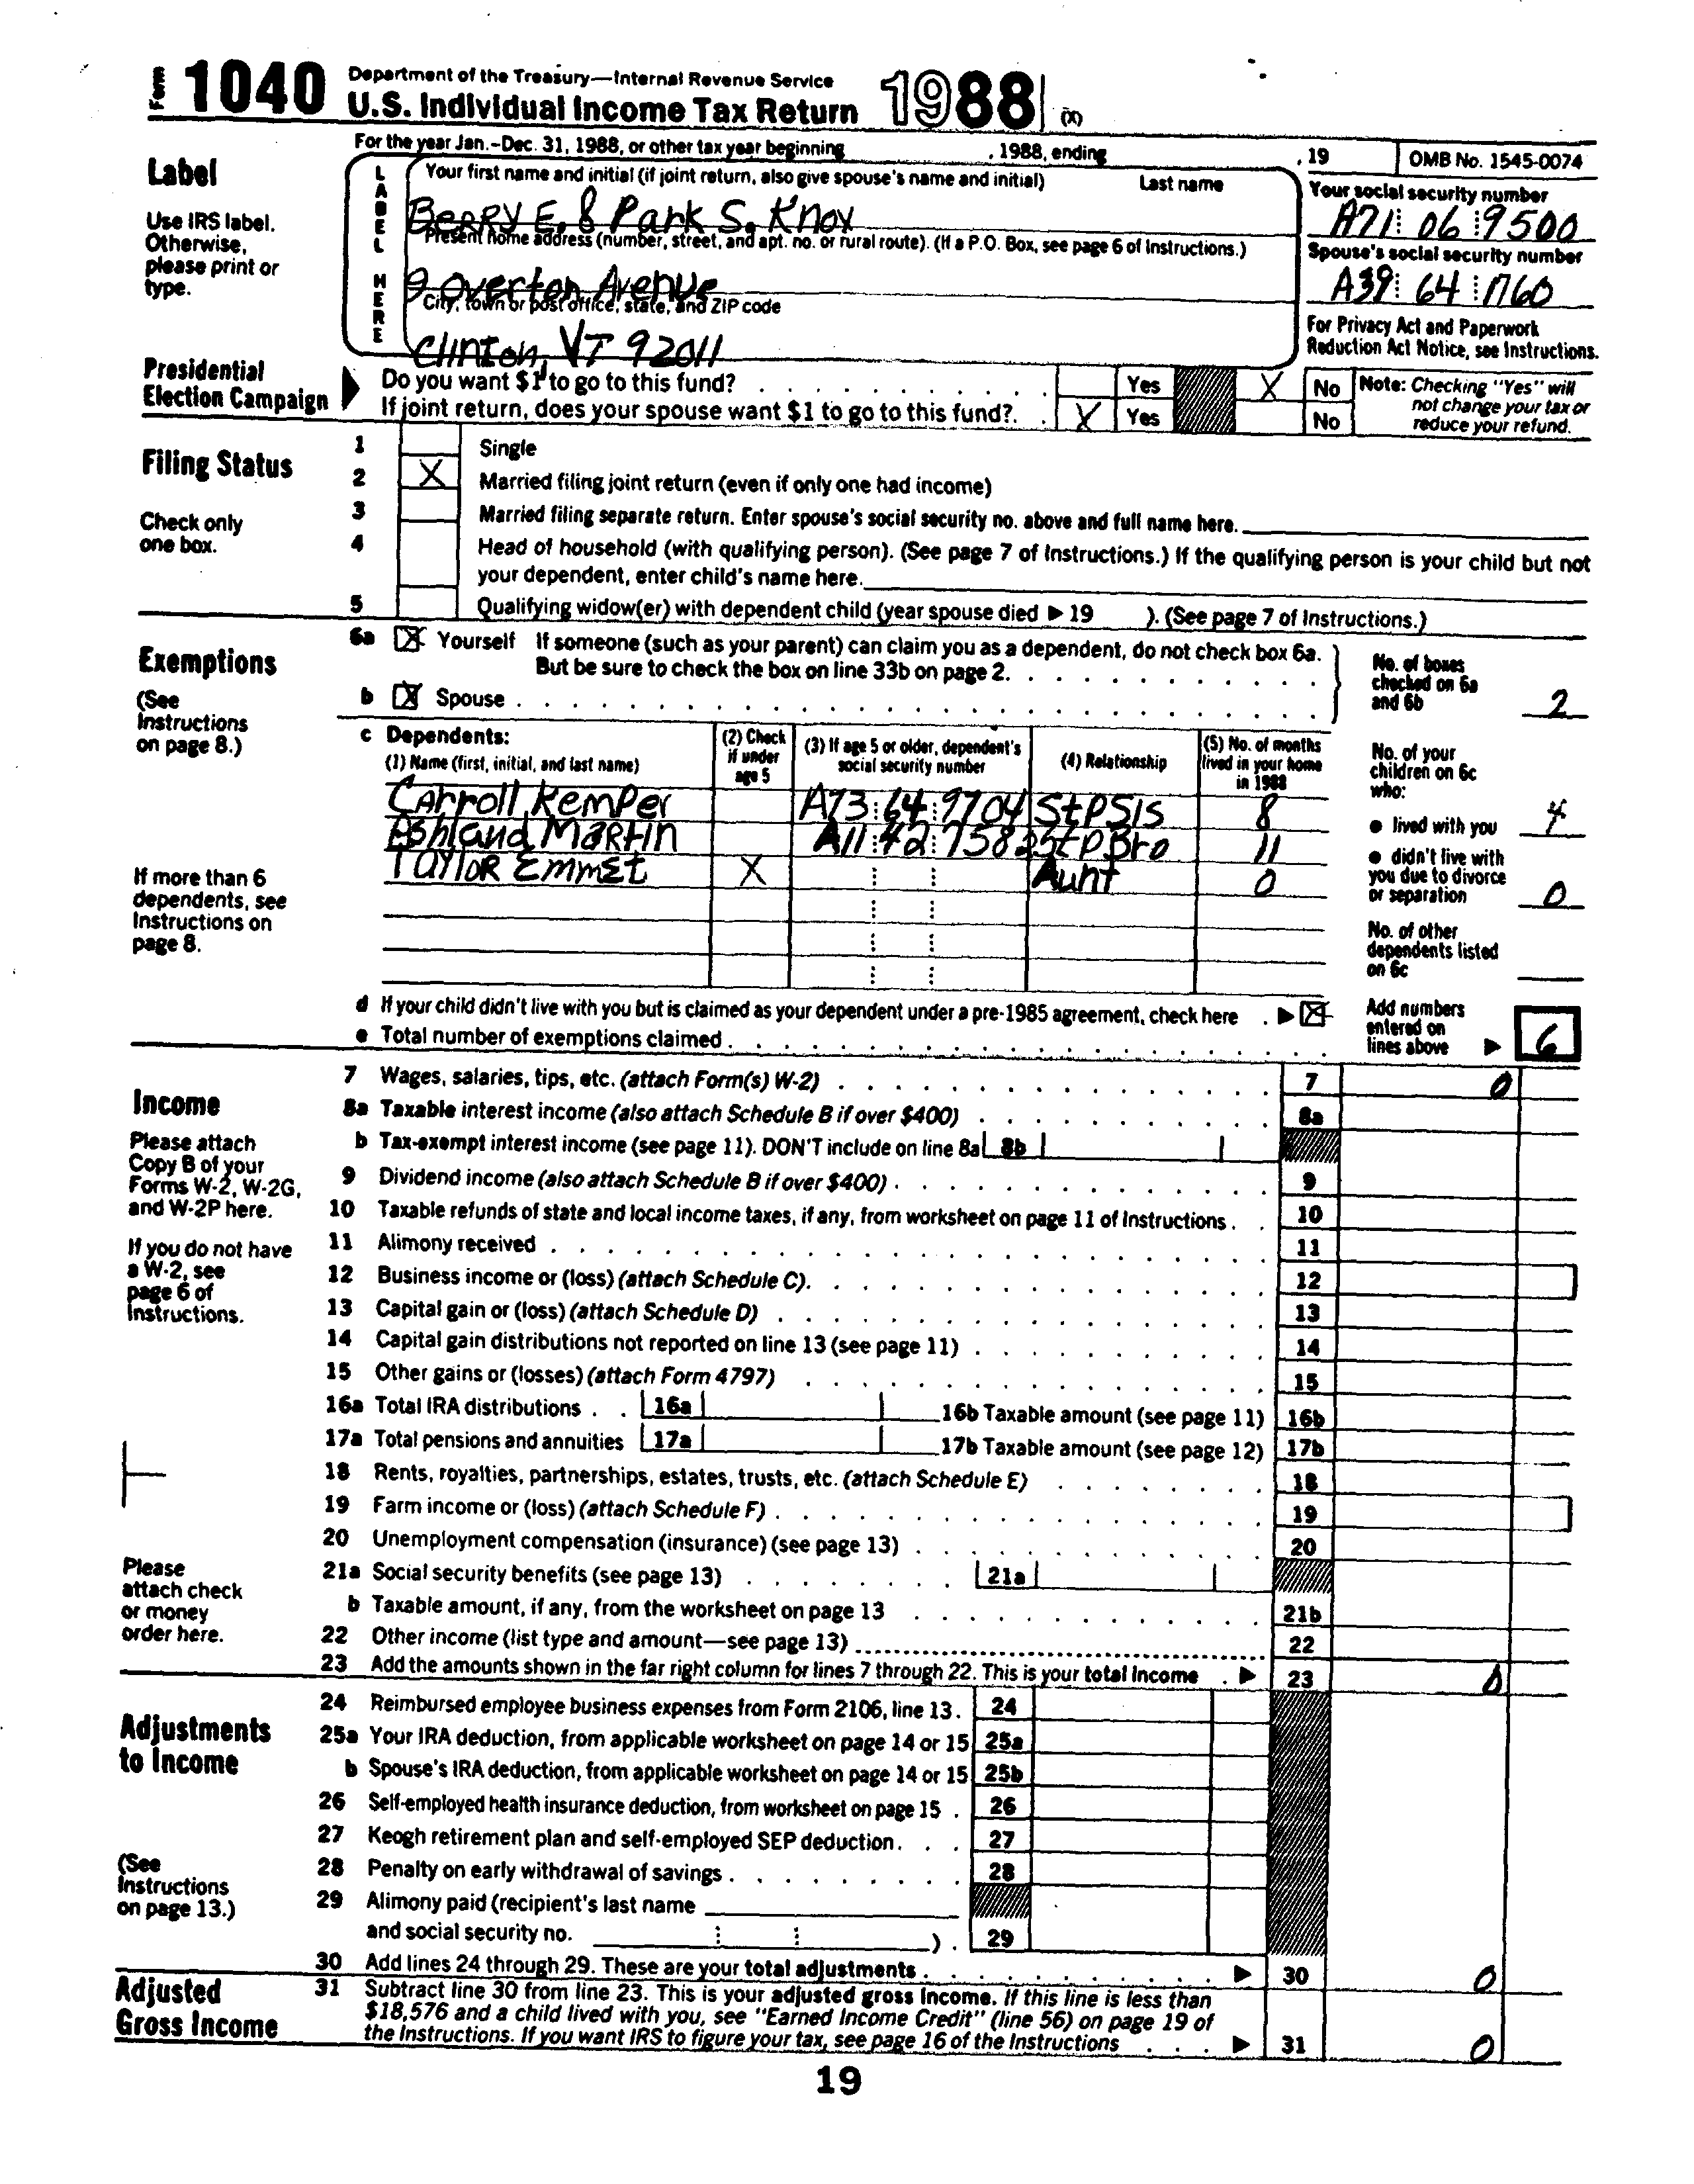 Form 1040 Department of the Treasury—Internal Revenue Service
U.S. Individual Income Tax Return 1988 (X)
For the year Jan.–Dec. 31, 1988, or other tax year beginning , 1988, ending , 19 OMB No. 1545-0074
Label
Use IRS label.
Otherwise,
please print or
type.
LABEL HERE
Your first name and initial (if joint return, also give spouse's name and initial) Last name
BERRY E. & Park S. Knox
Present home address (number, street, and apt. no. or rural route). (If a P.O. Box, see page 6 of Instructions.)
9 Overton Avenue
City, town or post office, state, and ZIP code
Clinton, VT 92011
Your social security number
A71 06 9500
Spouse's social security number
A39 64 1760
For Privacy Act and Paperwork
Reduction Act Notice, see Instructions.
Presidential
Election Campaign
Do you want $1 to go to this fund? Yes X No
If joint return, does your spouse want $1 to go to this fund? X Yes No
Note: Checking "Yes" will
not change your tax or
reduce your refund.
Filing Status
Check only
one box.
1 Single
2 X Married filing joint return (even if only one had income)
3 Married filing separate return. Enter spouse's social security no. above and full name here.
4 Head of household (with qualifying person). (See page 7 of Instructions.) If the qualifying person is your child but not
your dependent, enter child's name here.
5 Qualifying widow(er) with dependent child (year spouse died ▶ 19 ). (See page 7 of Instructions.)
Exemptions
(See
Instructions
on page 8.)
6a X Yourself If someone (such as your parent) can claim you as a dependent, do not check box 6a.
But be sure to check the box on line 33b on page 2.
b X Spouse
No. of boxes
checked on 6a
and 6b 2
c Dependents:
(1) Name (first, initial, and last name)
(2) Check
if under
age 5
(3) If age 5 or older, dependent's
social security number
(4) Relationship
(5) No. of months
lived in your home
in 1988
Carroll Kemper A73 64 9704 StPSis 8
Ashland MARTIN A11 42 7582 StPBro 11
TAYLOR Emmet X Aunt 0
If more than 6
dependents, see
Instructions on
page 8.
No. of your
children on 6c
who:
● lived with you 4
● didn't live with
you due to divorce
or separation 0
No. of other
dependents listed
on 6c
d If your child didn't live with you but is claimed as your dependent under a pre-1985 agreement, check here ▶ X
e Total number of exemptions claimed
Add numbers
entered on
lines above ▶ 6
Income
Please attach
Copy B of your
Forms W-2, W-2G,
and W-2P here.
If you do not have
a W-2, see
page 6 of
Instructions.
Please
attach check
or money
order here.
7 Wages, salaries, tips, etc. (attach Form(s) W-2) 7 0
8a Taxable interest income (also attach Schedule B if over $400) 8a
b Tax-exempt interest income (see page 11). DON'T include on line 8a 8b
9 Dividend income (also attach Schedule B if over $400) 9
10 Taxable refunds of state and local income taxes, if any, from worksheet on page 11 of Instructions 10
11 Alimony received 11
12 Business income or (loss) (attach Schedule C) 12
13 Capital gain or (loss) (attach Schedule D) 13
14 Capital gain distributions not reported on line 13 (see page 11) 14
15 Other gains or (losses) (attach Form 4797) 15
16a Total IRA distributions 16a 16b Taxable amount (see page 11) 16b
17a Total pensions and annuities 17a 17b Taxable amount (see page 12) 17b
18 Rents, royalties, partnerships, estates, trusts, etc. (attach Schedule E) 18
19 Farm income or (loss) (attach Schedule F) 19
20 Unemployment compensation (insurance) (see page 13) 20
21a Social security benefits (see page 13) 21a
b Taxable amount, if any, from the worksheet on page 13 21b
22 Other income (list type and amount—see page 13) 22
23 Add the amounts shown in the far right column for lines 7 through 22. This is your total income ▶ 23 0
Adjustments
to Income
(See
Instructions
on page 13.)
24 Reimbursed employee business expenses from Form 2106, line 13. 24
25a Your IRA deduction, from applicable worksheet on page 14 or 15 25a
b Spouse's IRA deduction, from applicable worksheet on page 14 or 15 25b
26 Self-employed health insurance deduction, from worksheet on page 15 26
27 Keogh retirement plan and self-employed SEP deduction 27
28 Penalty on early withdrawal of savings 28
29 Alimony paid (recipient's last name
and social security no. ) 29
30 Add lines 24 through 29. These are your total adjustments ▶ 30 0
Adjusted
Gross Income
31 Subtract line 30 from line 23. This is your adjusted gross income. If this line is less than
$18,576 and a child lived with you, see "Earned Income Credit" (line 56) on page 19 of
the Instructions. If you want IRS to figure your tax, see page 16 of the Instructions ▶ 31 0
19